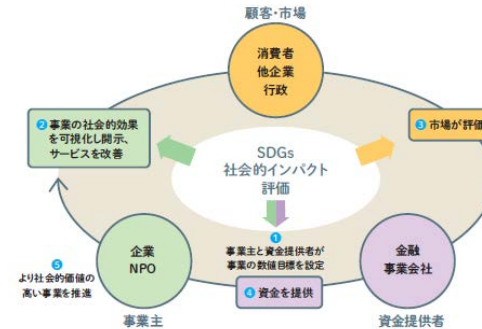 顧客・市場
消費者
他企業
行政
❷事業の社会的効果
を可視化し開示、
サービスを改善
❸市場が評価
SDGs
社会的インパクト
評価
❶
事業主と資金提供者が
事業の数値目標を設定
❹資金を提供
企業
NPO
金融
事業会社
❺
より社会的価値の
高い事業を推進
事業主
資金提供者